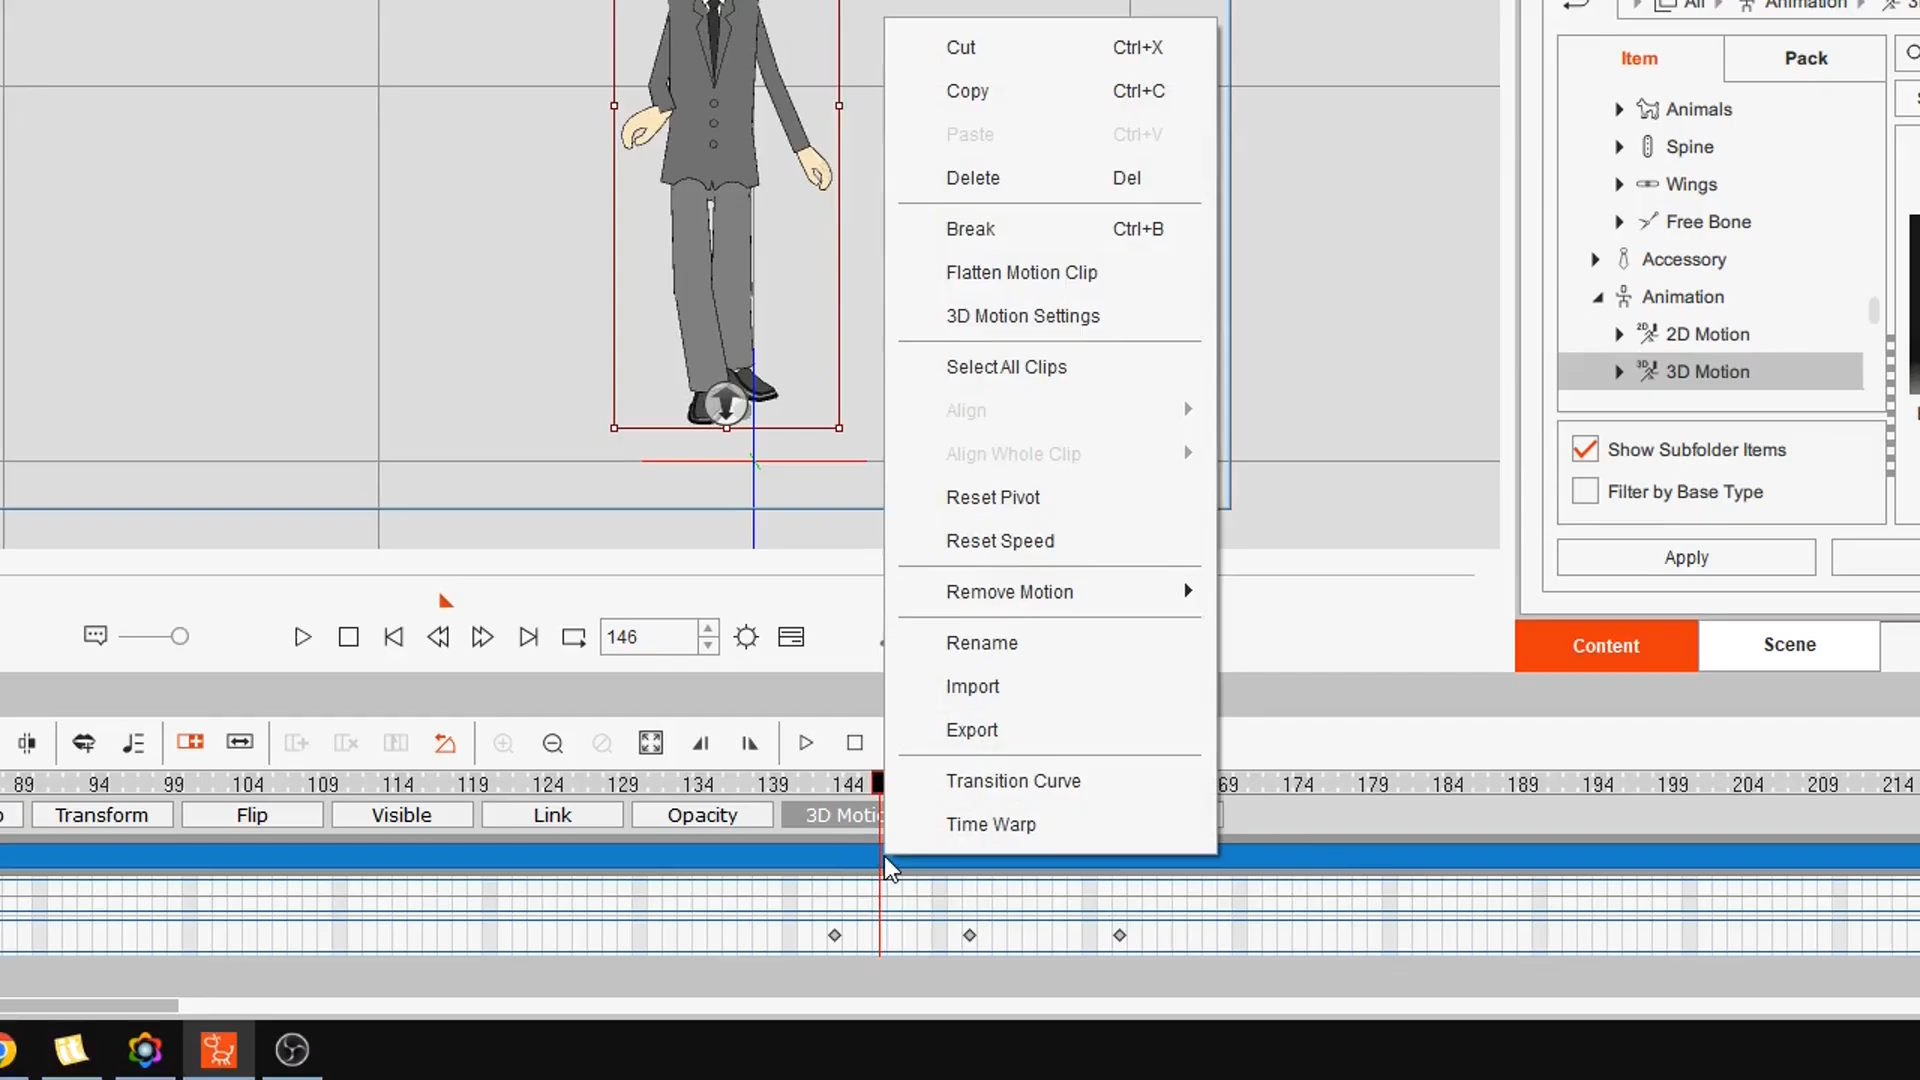 All Animation
Item Pack
Animals
Spine
Wings
Free Bone
Accessory
Animation
2D Motion
3D Motion
Show Subfolder Items
Filter by Base Type
Apply
Content Scene
Cut Ctrl+X
Copy Ctrl+C
Paste Ctrl+V
Delete Del
Break Ctrl+B
Flatten Motion Clip
3D Motion Settings
Select All Clips
Align
Align Whole Clip
Reset Pivot
Reset Speed
Remove Motion
Rename
Import
Export
Transition Curve
Time Warp
146
89 94 99 104 109 114 119 124 129 134 139 144 69 174 179 184 189 194 199 204 209 214
Transform Flip Visible Link Opacity 3D Motio